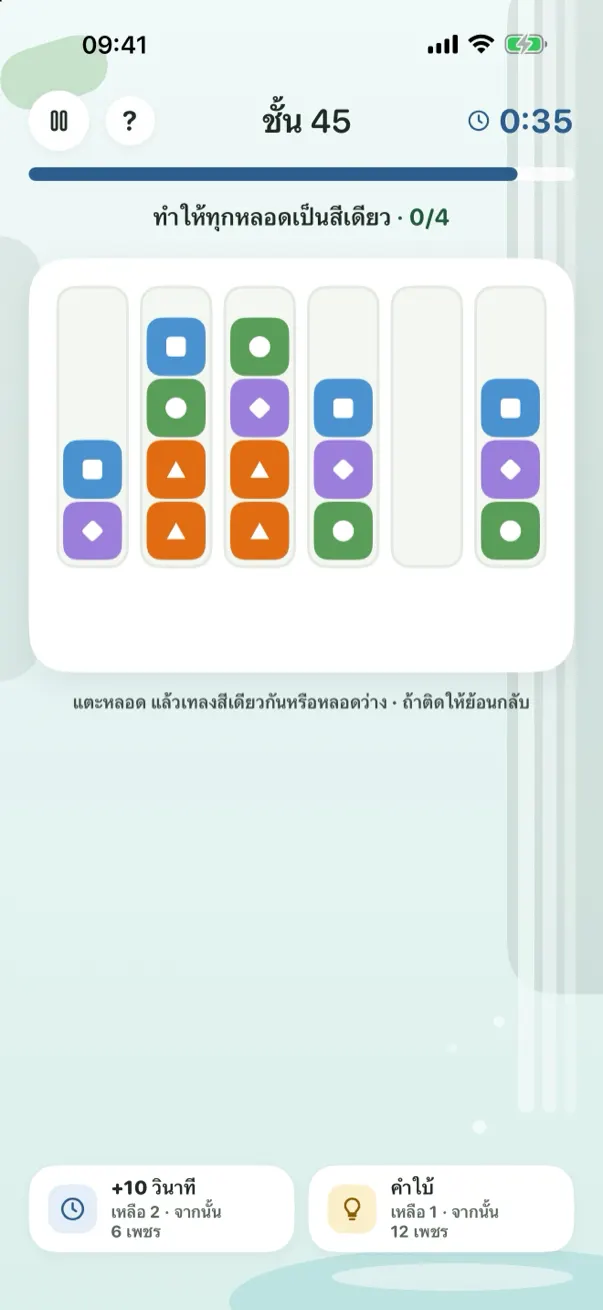 09:41
?
ชั้น 45
0:35
ทำให้ทุกหลอดเป็นสีเดียว · 0/4
แตะหลอด แล้วเทลงสีเดียวกันหรือหลอดว่าง · ถ้าติดให้ย้อนกลับ
+10 วินาที
เหลือ 2 · จากนั้น
6 เพชร
คำใบ้
เหลือ 1 · จากนั้น
12 เพชร